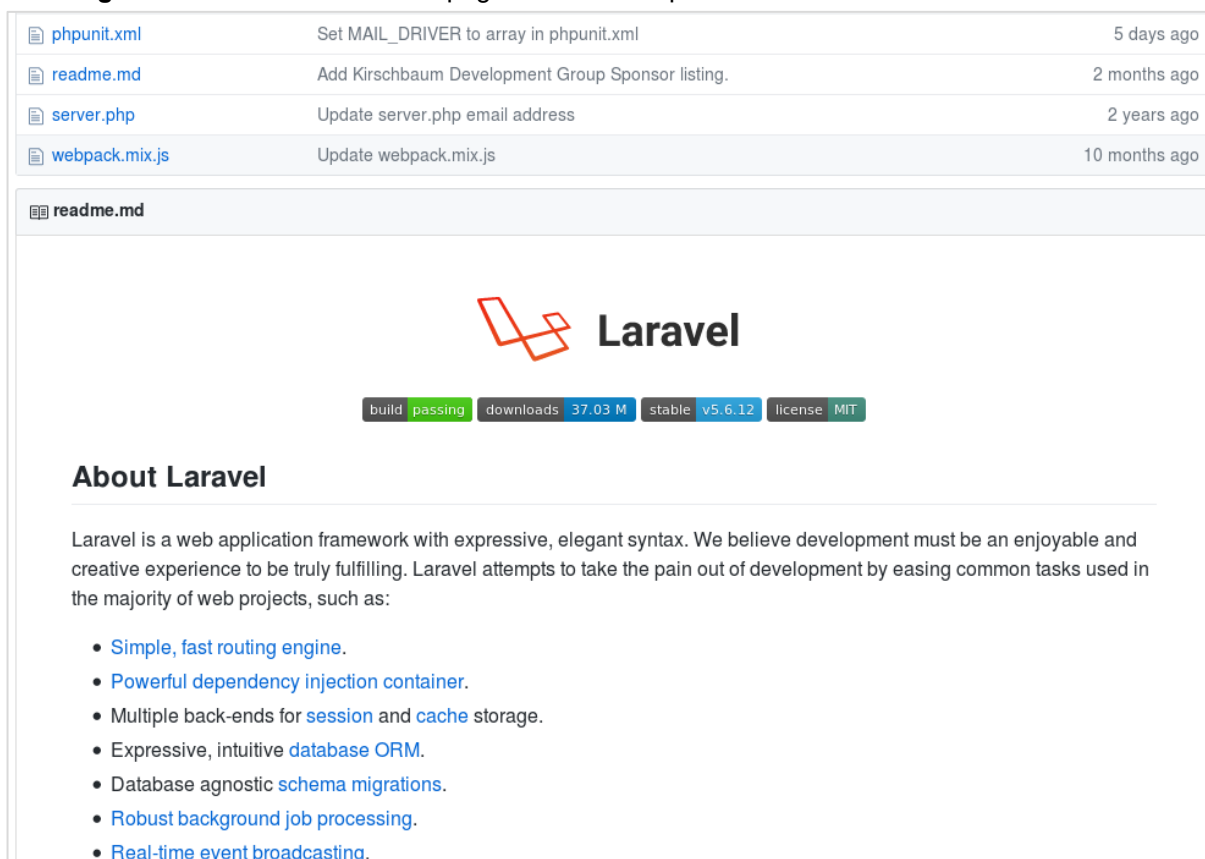 phpunit.xml Set MAIL_DRIVER to array in phpunit.xml 5 days ago
readme.md Add Kirschbaum Development Group Sponsor listing. 2 months ago
server.php Update server.php email address 2 years ago
webpack.mix.js Update webpack.mix.js 10 months ago
readme.md
Laravel
build passing downloads 37.03 M stable v5.6.12 license MIT
About Laravel
Laravel is a web application framework with expressive, elegant syntax. We believe development must be an enjoyable and
creative experience to be truly fulfilling. Laravel attempts to take the pain out of development by easing common tasks used in
the majority of web projects, such as:
• Simple, fast routing engine.
• Powerful dependency injection container.
• Multiple back-ends for session and cache storage.
• Expressive, intuitive database ORM.
• Database agnostic schema migrations.
• Robust background job processing.
• Real-time event broadcasting.